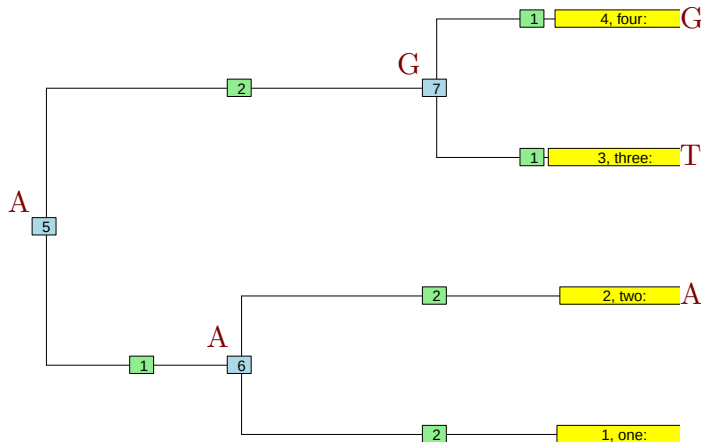 1 4, four: G
G
2 7
1 3, three: T
A
5
2 2, two: A
A
1 6
2 1, one: